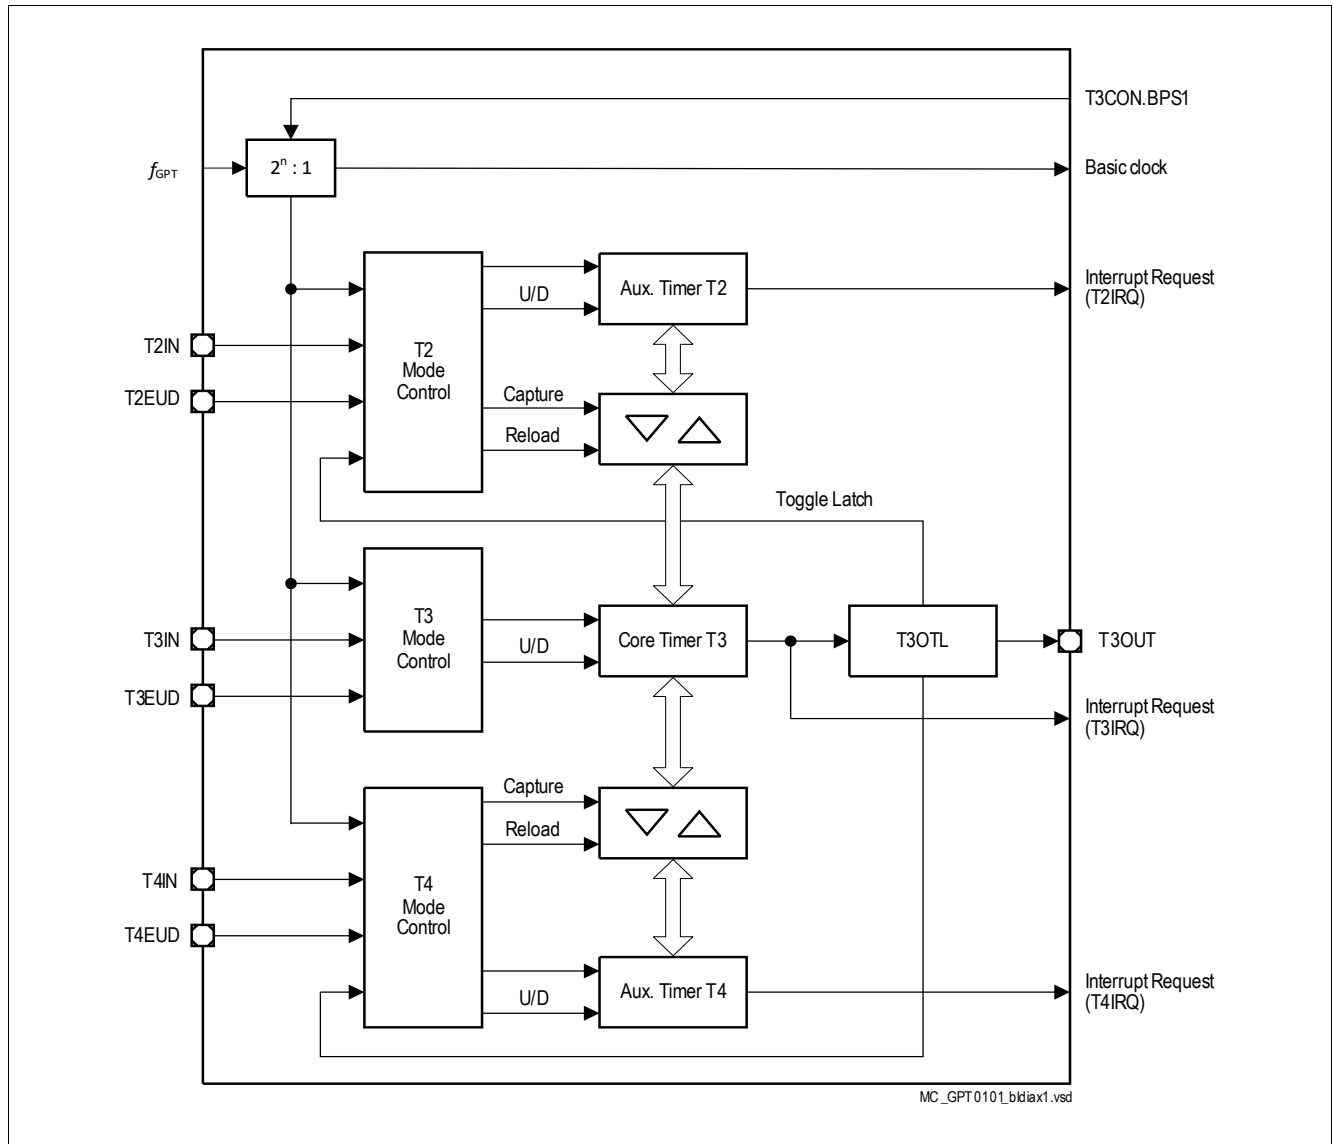 T3CON.BPS1
fGPT
2ⁿ : 1
Basic clock
Aux. Timer T2
U/D
Interrupt Request
(T2IRQ)
T2IN
T2
Mode
Control
T2EUD
Capture
Reload
Toggle Latch
T3
Mode
Control
T3IN
U/D
Core Timer T3
T3OTL
T3OUT
T3EUD
Interrupt Request
(T3IRQ)
Capture
Reload
T4IN
T4
Mode
Control
T4EUD
U/D
Aux. Timer T4
Interrupt Request
(T4IRQ)
MC_GPT0101_bldiax1.vsd